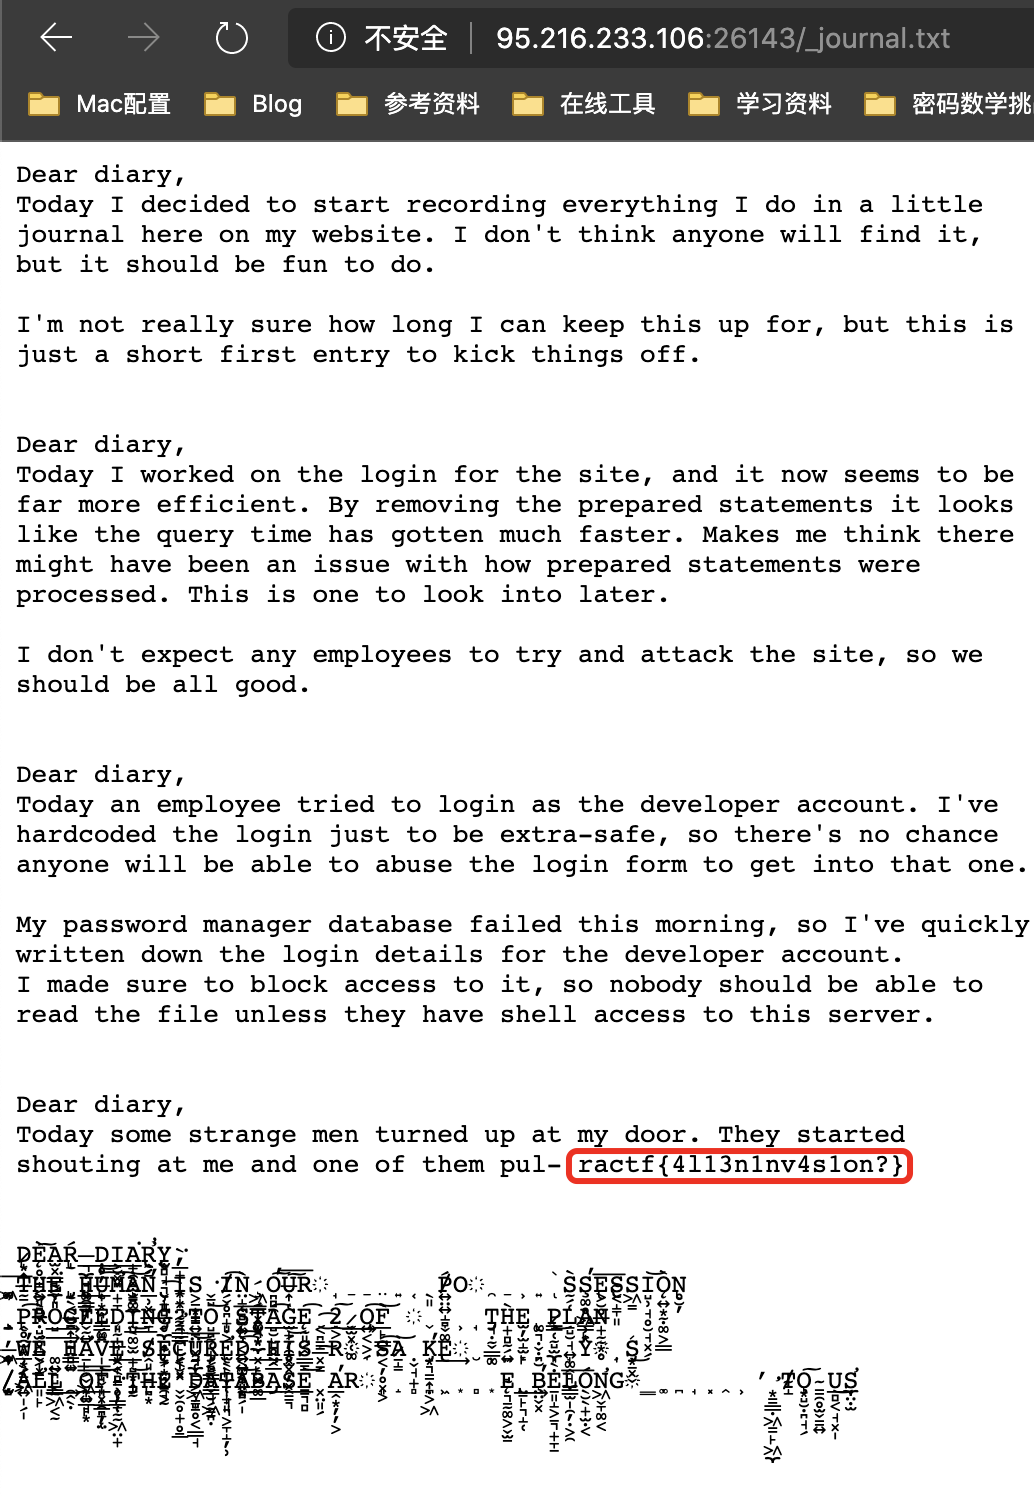 不安全 95.216.233.106:26143/_journal.txt
Mac配置 Blog 参考资料 在线工具 学习资料 密码数学挑
Dear diary,
Today I decided to start recording everything I do in a little
journal here on my website. I don't think anyone will find it,
but it should be fun to do.
I'm not really sure how long I can keep this up for, but this is
just a short first entry to kick things off.
Dear diary,
Today I worked on the login for the site, and it now seems to be
far more efficient. By removing the prepared statements it looks
like the query time has gotten much faster. Makes me think there
might have been an issue with how prepared statements were
processed. This is one to look into later.
I don't expect any employees to try and attack the site, so we
should be all good.
Dear diary,
Today an employee tried to login as the developer account. I've
hardcoded the login just to be extra-safe, so there's no chance
anyone will be able to abuse the login form to get into that one.
My password manager database failed this morning, so I've quickly
written down the login details for the developer account.
I made sure to block access to it, so nobody should be able to
read the file unless they have shell access to this server.
Dear diary,
Today some strange men turned up at my door. They started
shouting at me and one of them pul- ractf{4l13n1nv4s1on?}
DEAR DIARY,
THE HUMAN IS IN OUR PO SSESSION
PROCEEDING TO STAGE 2 OF THE PLAN
WE HAVE SECURED HIS R SA KE Y S
ALL OF THE DATABASE AR E BELONG TO US